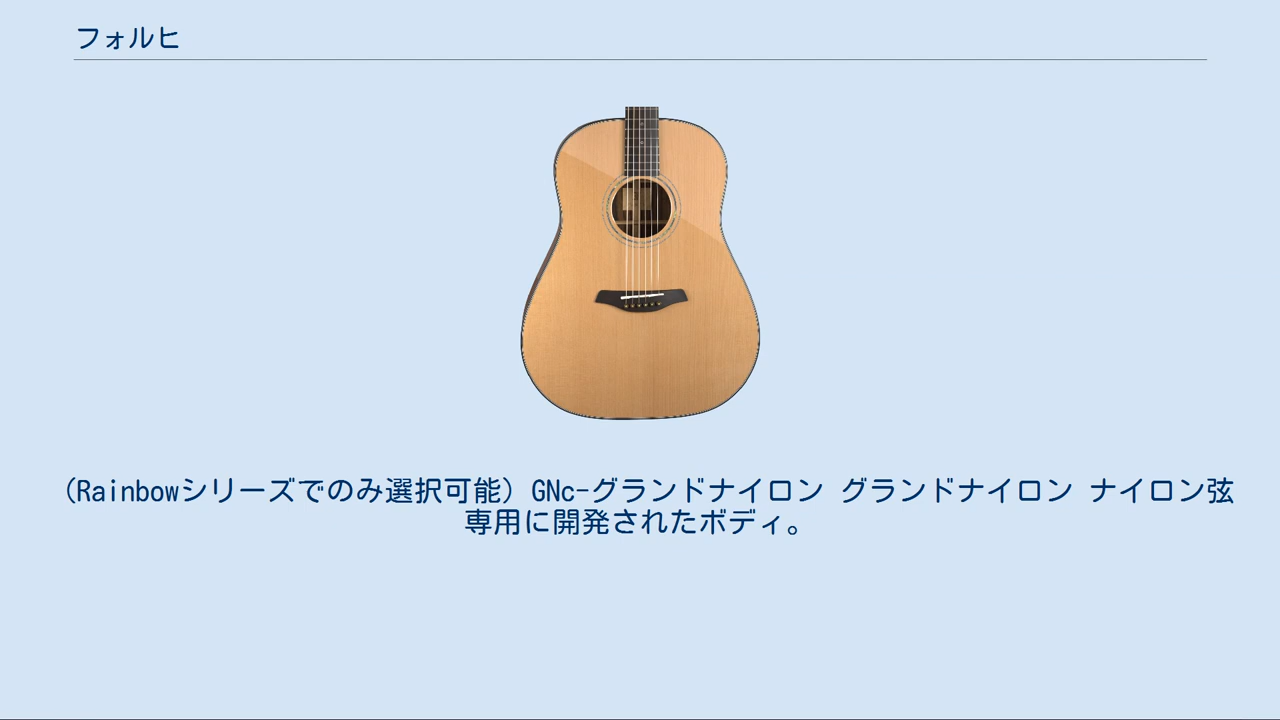 フォルヒ
（Rainbowシリーズでのみ選択可能）GNc-グランドナイロン グランドナイロン ナイロン弦
専用に開発されたボディ。